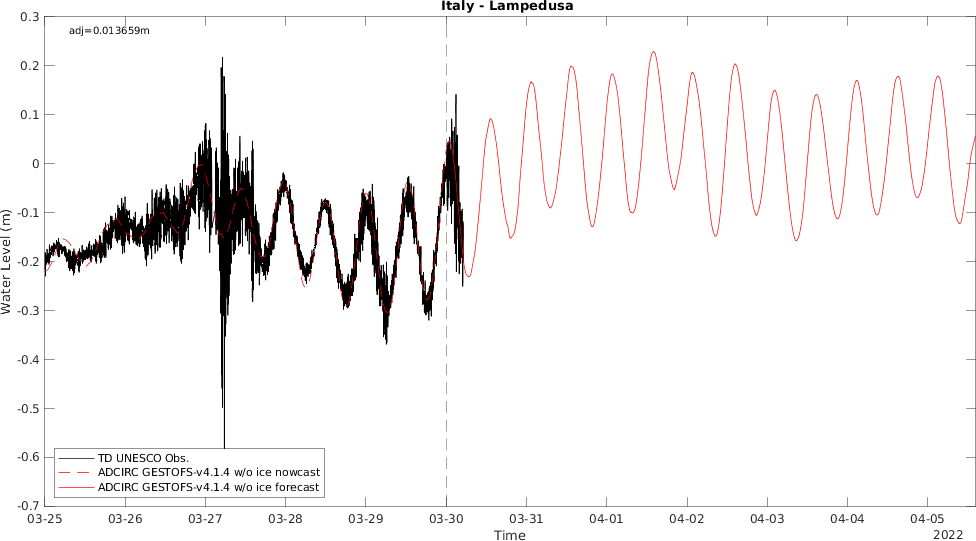 Italy - Lampedusa
adj=0.013659m
0.3
0.2
0.1
0
-0.1
-0.2
-0.3
-0.4
-0.5
-0.6
-0.7
Water Level (m)
TD UNESCO Obs.
ADCIRC GESTOFS-v4.1.4 w/o ice nowcast
ADCIRC GESTOFS-v4.1.4 w/o ice forecast
03-25 03-26 03-27 03-28 03-29 03-30 03-31 04-01 04-02 04-03 04-04 04-05
Time
2022